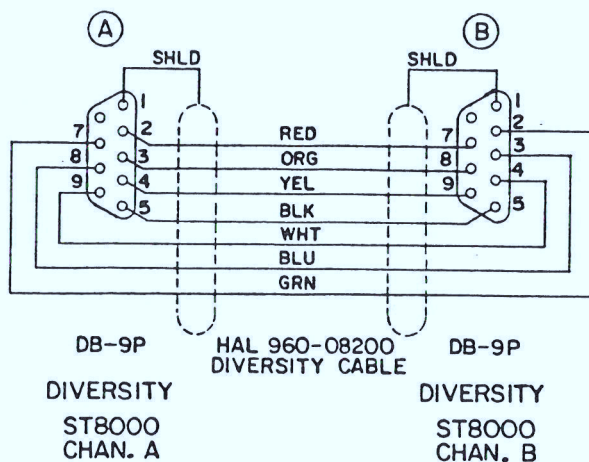 A
B
SHLD
SHLD
1
2
3
4
5
7
8
9
1
2
3
4
5
7
8
9
RED
ORG
YEL
BLK
WHT
BLU
GRN
DB-9P
HAL 960-08200
DIVERSITY CABLE
DB-9P
DIVERSITY
ST8000
CHAN. A
DIVERSITY
ST8000
CHAN. B